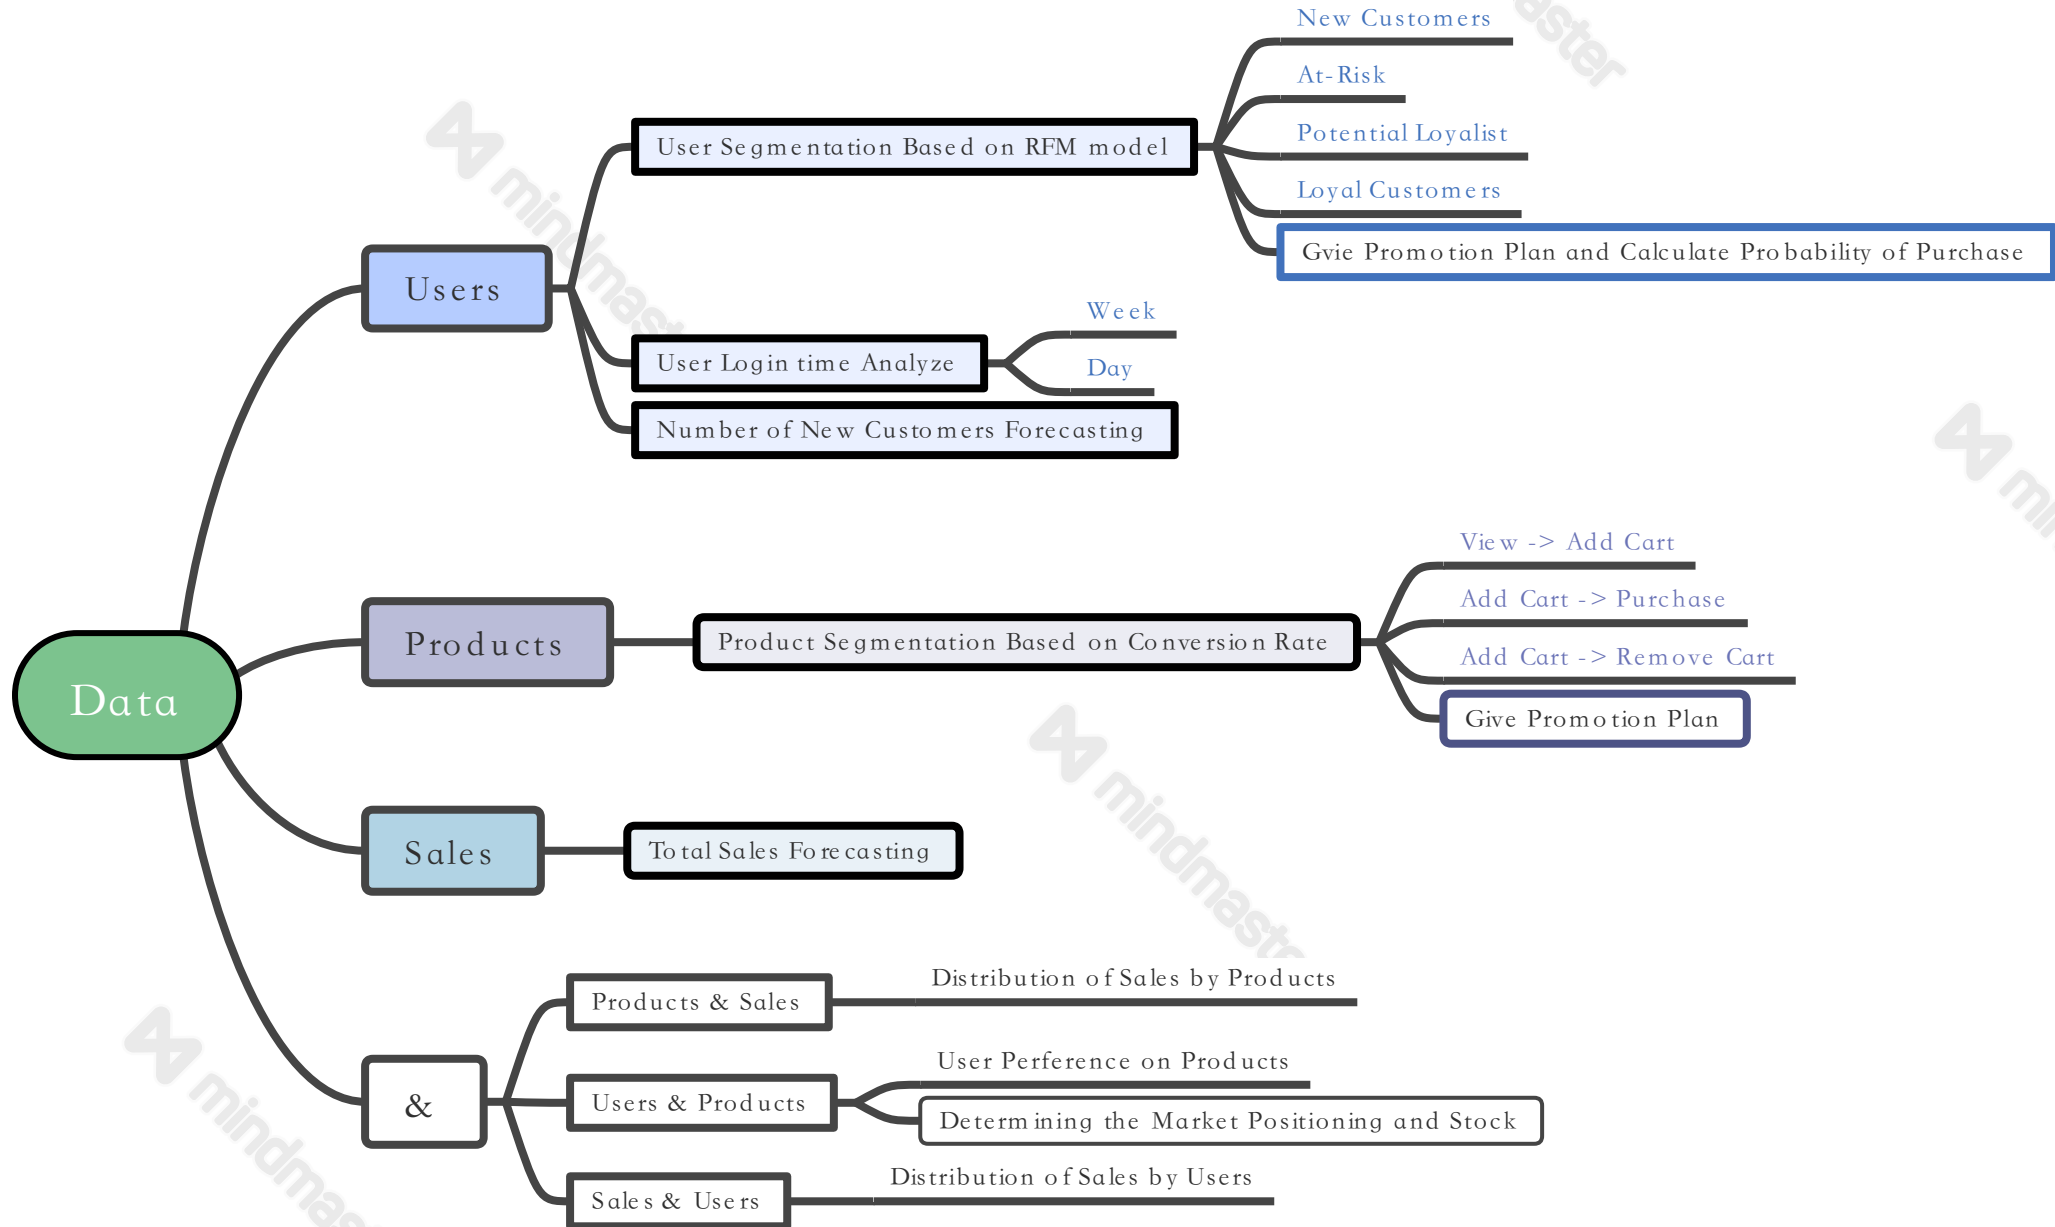 New Customers
At-Risk
Potential Loyalist
Loyal Customers
User Segmentation Based on RFM model
Gvie Promotion Plan and Calculate Probability of Purchase
Users
Week
User Login time Analyze
Day
Number of New Customers Forecasting
View -> Add Cart
Add Cart -> Purchase
Products
Product Segmentation Based on Conversion Rate
Add Cart -> Remove Cart
Data
Give Promotion Plan
Sales
Total Sales Forecasting
Products & Sales
Distribution of Sales by Products
&
Users & Products
User Perference on Products
Determining the Market Positioning and Stock
Sales & Users
Distribution of Sales by Users
mindmaster
mindmaster
mindmaster